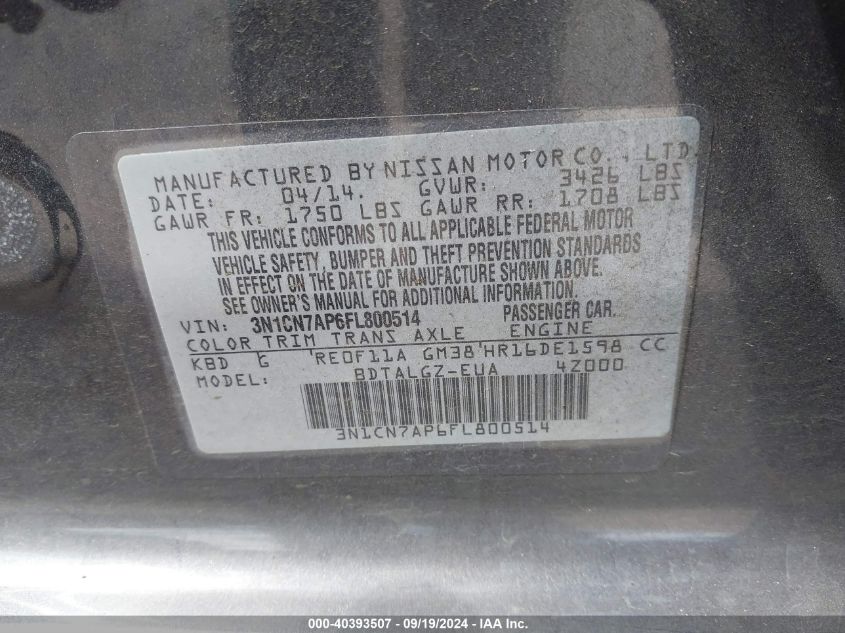 MANUFACTURED BY NISSAN MOTOR CO., LTD.
DATE: 04/14. GVWR: 3426 LBS
GAWR FR: 1750 LBS GAWR RR: 1708 LBS
THIS VEHICLE CONFORMS TO ALL APPLICABLE FEDERAL MOTOR
VEHICLE SAFETY, BUMPER AND THEFT PREVENTION STANDARDS
IN EFFECT ON THE DATE OF MANUFACTURE SHOWN ABOVE.
SEE OWNER'S MANUAL FOR ADDITIONAL INFORMATION.
VIN: 3N1CN7AP6FL800514 PASSENGER CAR.
COLOR TRIM TRANS AXLE ENGINE
KBD G RE0F11A GM38 HR16DE1598 CC
MODEL: BDTALGZ-EUA 4Z000
3N1CN7AP6FL800514
000-40393507 - 09/19/2024 - IAA Inc.